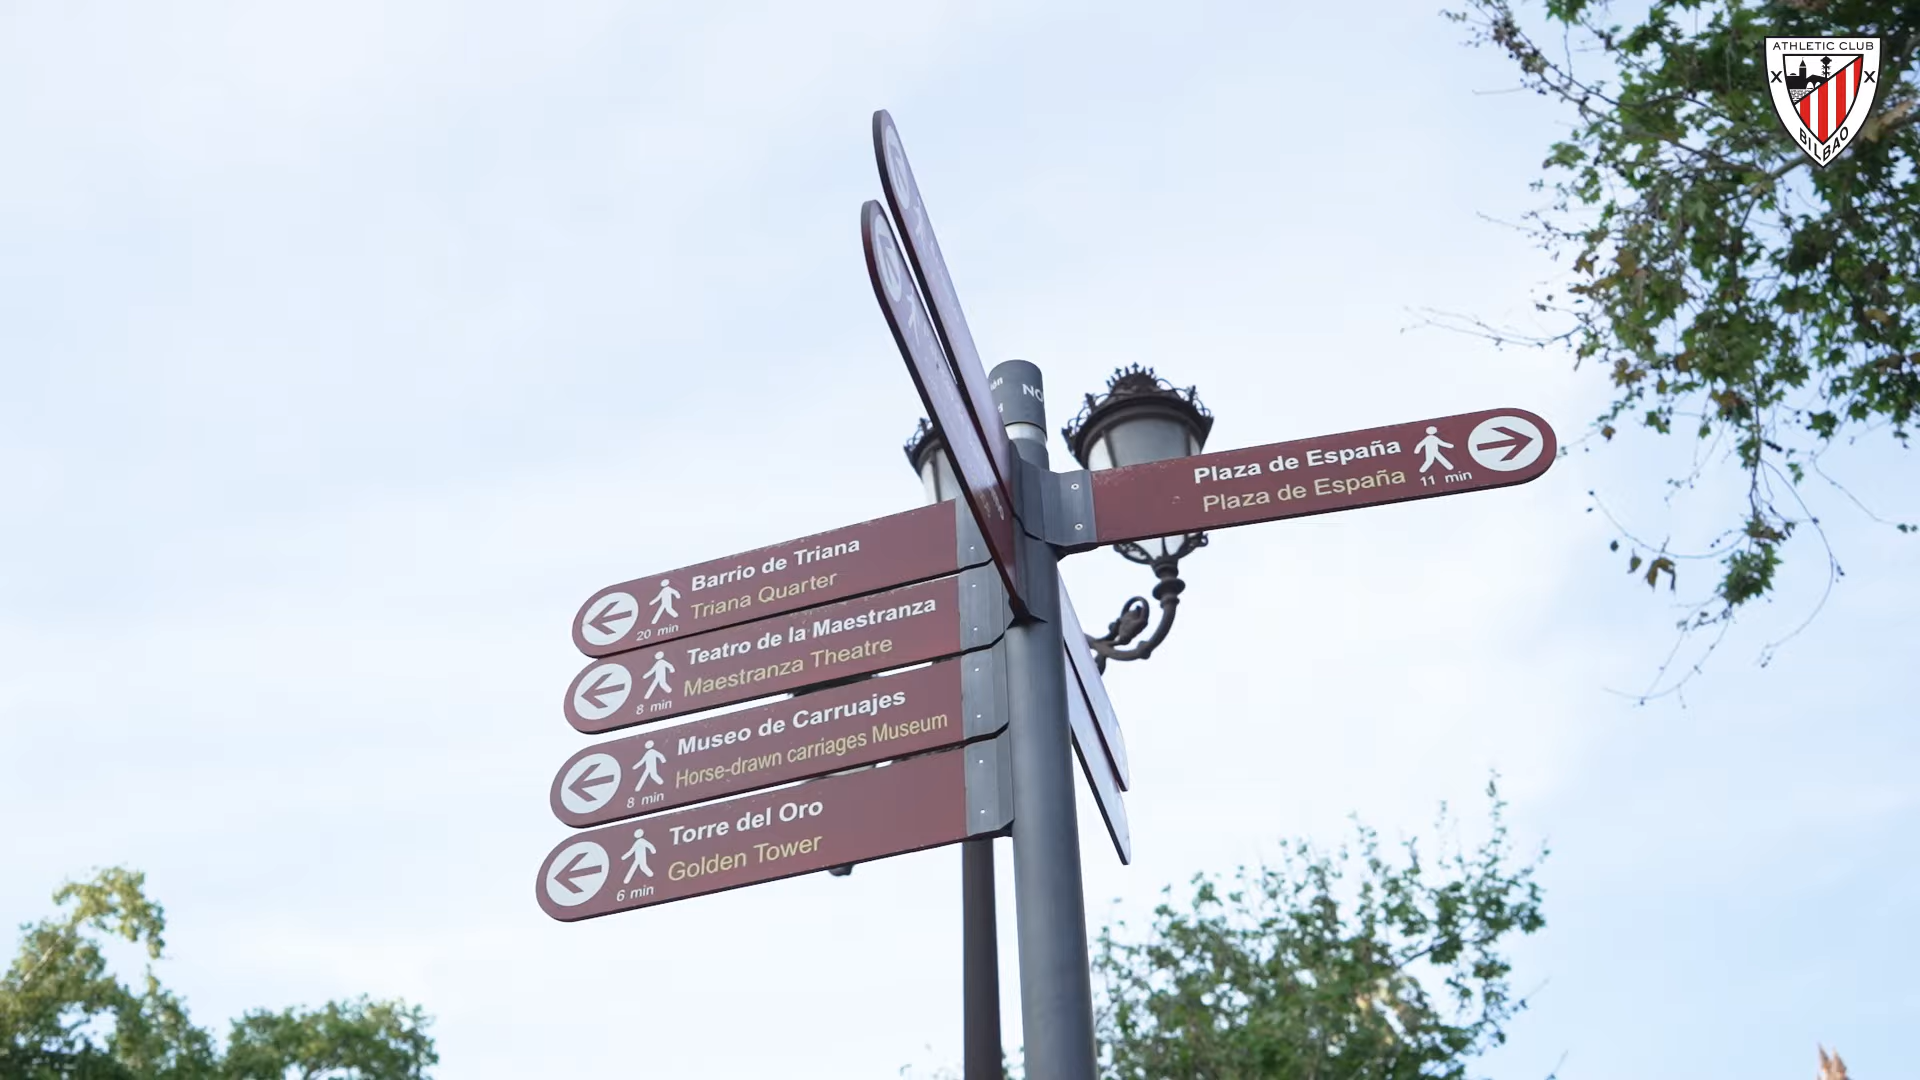 ATHLETIC CLUB
BILBAO
NO
Plaza de España
Plaza de España
11 min
Barrio de Triana
Triana Quarter
20 min
Teatro de la Maestranza
Maestranza Theatre
8 min
Museo de Carruajes
Horse-drawn carriages Museum
8 min
Torre del Oro
Golden Tower
6 min